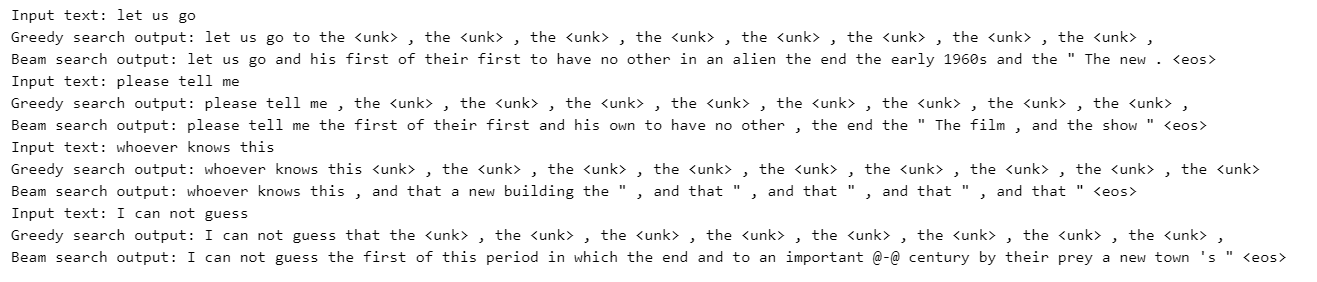 Input text: let us go
Greedy search output: let us go to the <unk> , the <unk> , the <unk> , the <unk> , the <unk> , the <unk> , the <unk> , the <unk> ,
Beam search output: let us go and his first of their first to have no other in an alien the end the early 1960s and the " The new . <eos>
Input text: please tell me
Greedy search output: please tell me , the <unk> , the <unk> , the <unk> , the <unk> , the <unk> , the <unk> , the <unk> , the <unk> ,
Beam search output: please tell me the first of their first and his own to have no other , the end the " The film , and the show " <eos>
Input text: whoever knows this
Greedy search output: whoever knows this <unk> , the <unk> , the <unk> , the <unk> , the <unk> , the <unk> , the <unk> , the <unk> , the <unk>
Beam search output: whoever knows this , and that a new building the " , and that " , and that " , and that " , and that " <eos>
Input text: I can not guess
Greedy search output: I can not guess that the <unk> , the <unk> , the <unk> , the <unk> , the <unk> , the <unk> , the <unk> , the <unk> ,
Beam search output: I can not guess the first of this period in which the end and to an important @-@ century by their prey a new town 's " <eos>